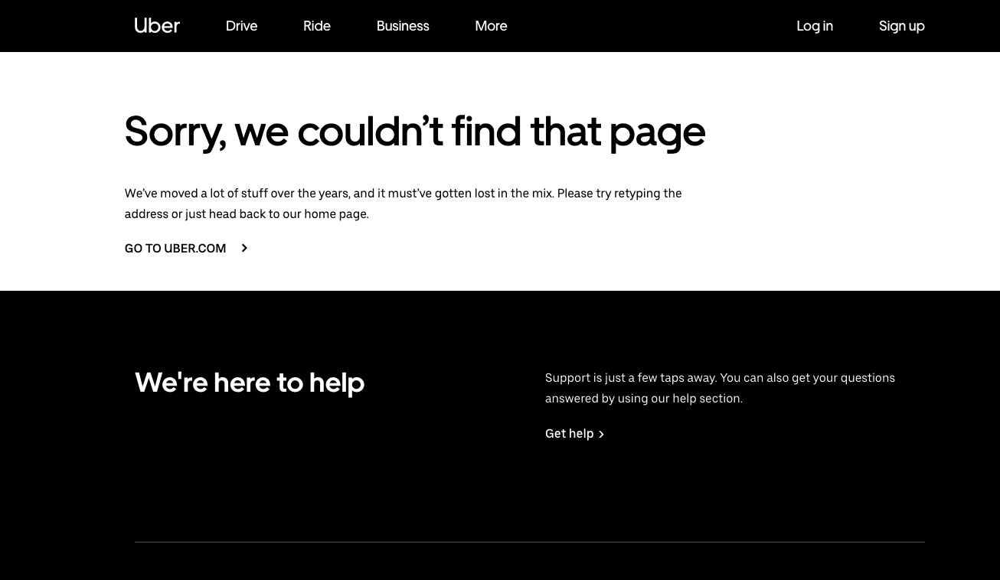 Uber Drive Ride Business More Log in Sign up
Sorry, we couldn’t find that page
We’ve moved a lot of stuff over the years, and it must’ve gotten lost in the mix. Please try retyping the
address or just head back to our home page.
GO TO UBER.COM
We're here to help
Support is just a few taps away. You can also get your questions
answered by using our help section.
Get help